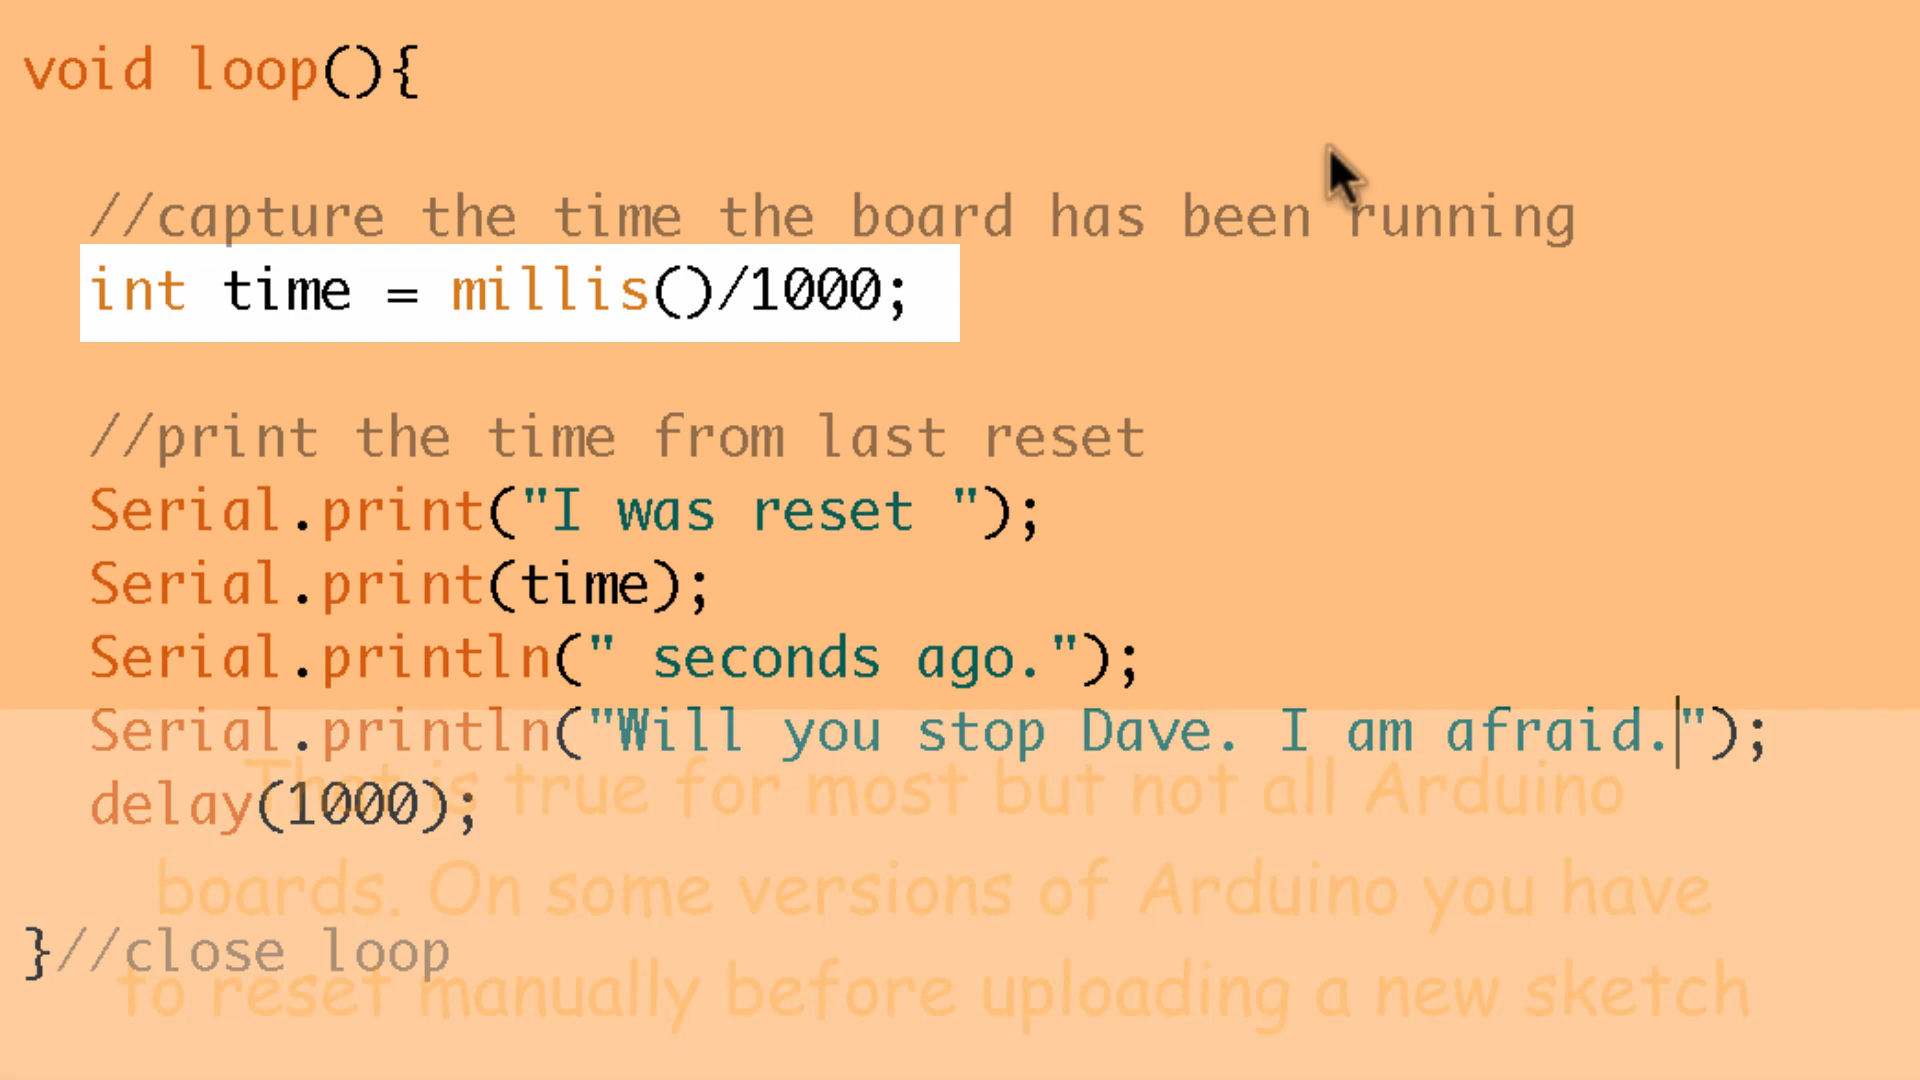 void loop(){
//capture the time the board has been running
int time = millis()/1000;
//print the time from last reset
Serial.print("I was reset ");
Serial.print(time);
Serial.println(" seconds ago.");
Serial.println("Will you stop Dave. I am afraid.");
That is true for most but not all Arduino
delay(1000);
boards. On some versions of Arduino you have
}//close loop
to reset manually before uploading a new sketch